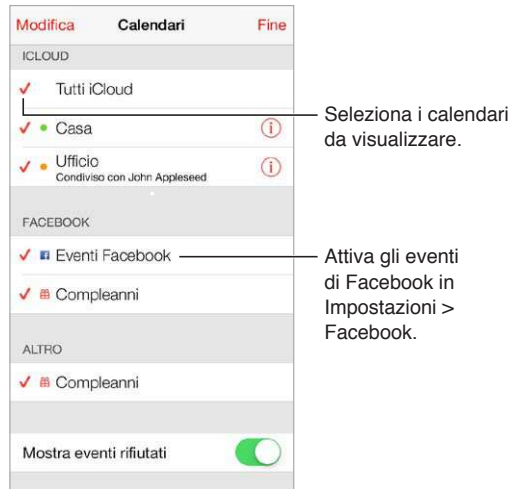 Modifica Calendari Fine
ICLOUD
Tutti iCloud
Casa
Ufficio
Condiviso con John Appleseed
Seleziona i calendari
da visualizzare.
FACEBOOK
Eventi Facebook
Compleanni
Attiva gli eventi
di Facebook in
Impostazioni >
Facebook.
ALTRO
Compleanni
Mostra eventi rifiutati